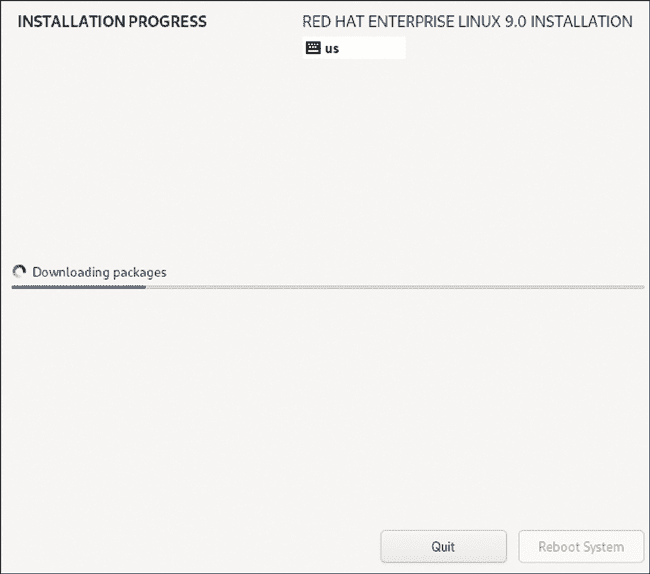 INSTALLATION PROGRESS
RED HAT ENTERPRISE LINUX 9.0 INSTALLATION
us
Downloading packages
Quit
Reboot System